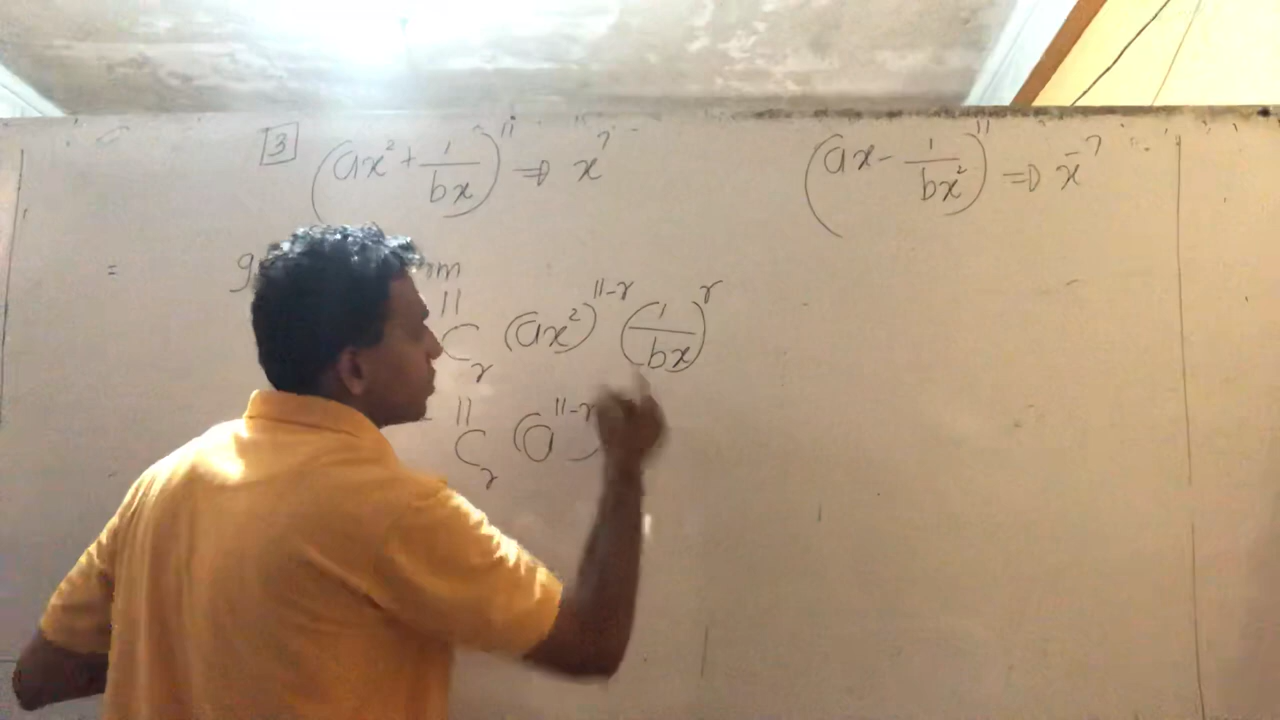 3 (ax² + 1/bx)¹¹ ⇒ x⁷
(ax - 1/bx²)¹¹ ⇒ x⁻⁷
=
¹¹Cᵣ (ax²)¹¹⁻ʳ (1/bx)ʳ
¹¹Cᵣ (a¹¹⁻ʳ)